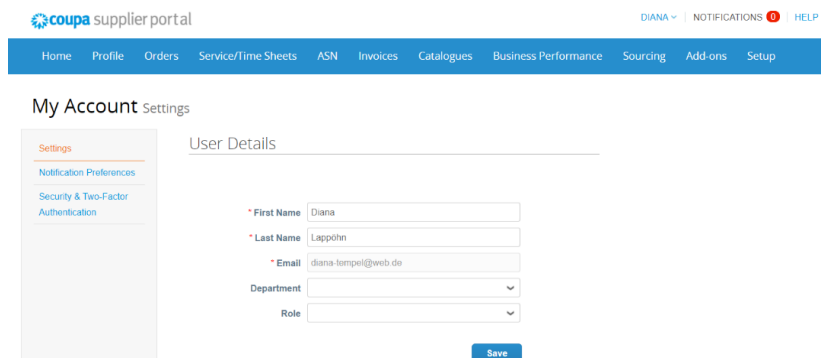 coupa supplier portal
DIANA | NOTIFICATIONS 0 | HELP
Home Profile Orders Service/Time Sheets ASN Invoices Catalogues Business Performance Sourcing Add-ons Setup
My Account Settings
Settings
Notification Preferences
Security & Two-Factor
Authentication
User Details
* First Name Diana
* Last Name Lappöhn
* Email diana-tempel@web.de
Department
Role
Save